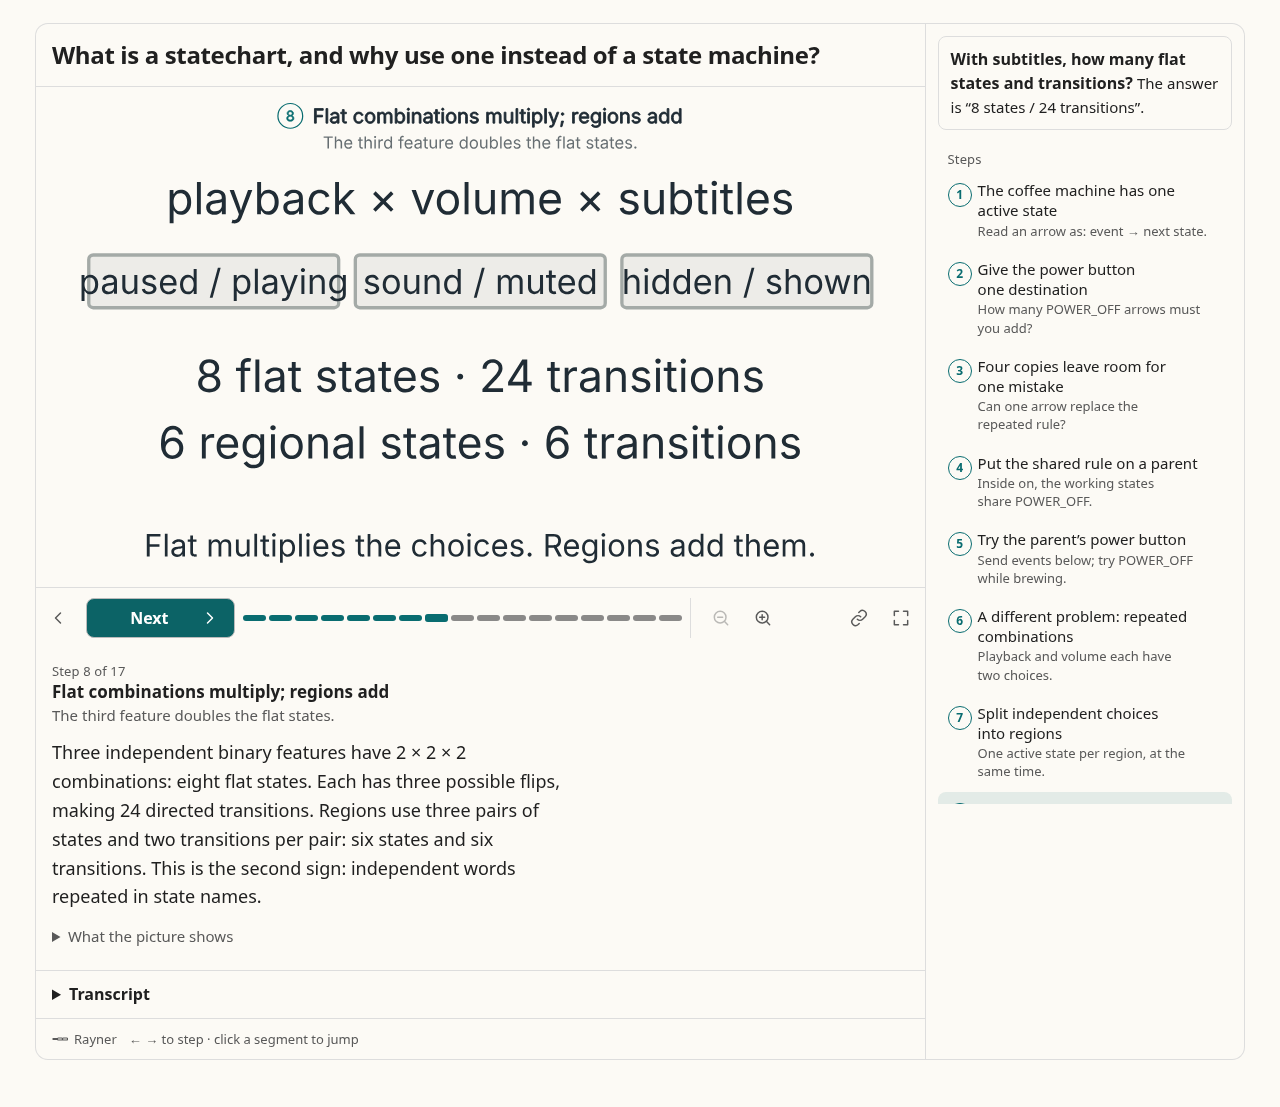 What is a statechart, and why use one instead of a state machine?
8 Flat combinations multiply; regions add
The third feature doubles the flat states.
playback × volume × subtitles
paused / playing sound / muted hidden / shown
8 flat states · 24 transitions
6 regional states · 6 transitions
Flat multiplies the choices. Regions add them.
Next
Step 8 of 17
Flat combinations multiply; regions add
The third feature doubles the flat states.
Three independent binary features have 2 × 2 × 2
combinations: eight flat states. Each has three possible flips,
making 24 directed transitions. Regions use three pairs of
states and two transitions per pair: six states and six
transitions. This is the second sign: independent words
repeated in state names.
▶ What the picture shows
▶ Transcript
Rayner ← → to step · click a segment to jump
With subtitles, how many flat
states and transitions? The answer
is “8 states / 24 transitions”.
Steps
1 The coffee machine has one
active state
Read an arrow as: event → next state.
2 Give the power button
one destination
How many POWER_OFF arrows must
you add?
3 Four copies leave room for
one mistake
Can one arrow replace the
repeated rule?
4 Put the shared rule on a parent
Inside on, the working states
share POWER_OFF.
5 Try the parent’s power button
Send events below; try POWER_OFF
while brewing.
6 A different problem: repeated
combinations
Playback and volume each have
two choices.
7 Split independent choices
into regions
One active state per region, at the
same time.